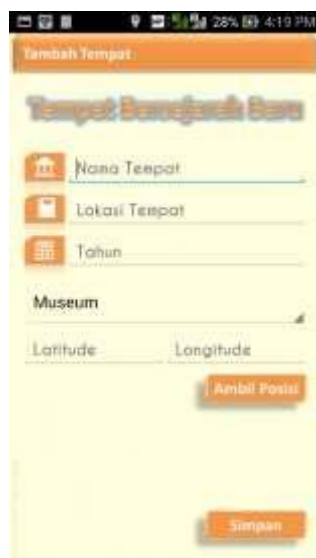 28% 4:19 PM
Tambah Tempat
Tempat Bersejarah Baru
Nama Tempat
Lokasi Tempat
Tahun
Museum
Latitude Longitude
Ambil Posisi
Simpan